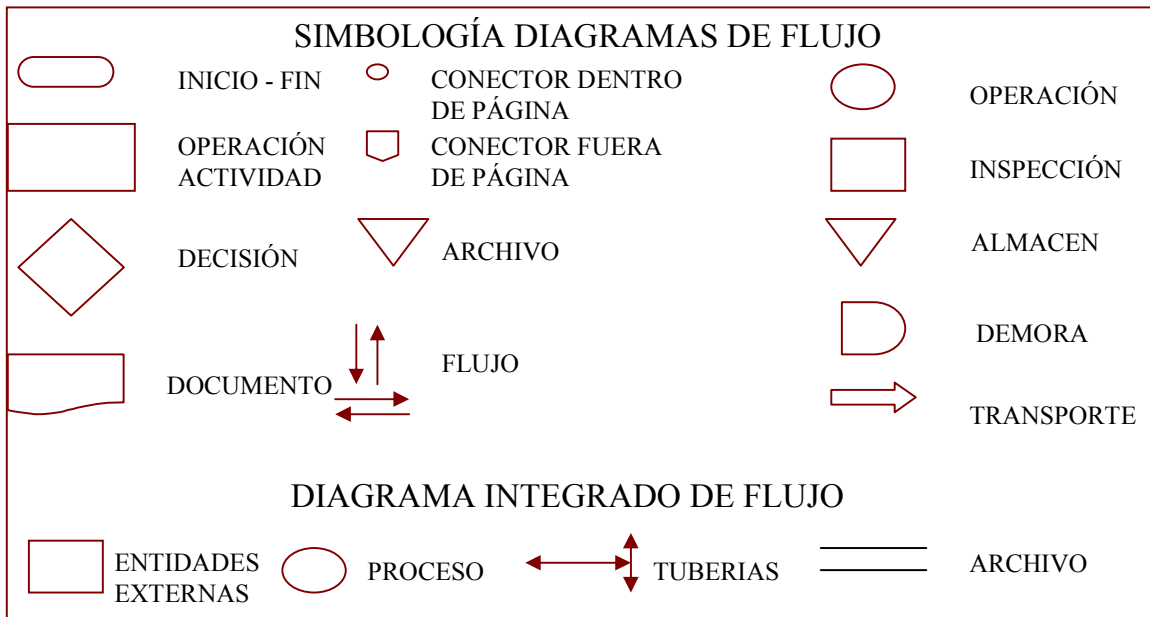 SIMBOLOGÍA DIAGRAMAS DE FLUJO
INICIO - FIN
OPERACIÓN
ACTIVIDAD
DECISIÓN
DOCUMENTO
CONECTOR DENTRO
DE PÁGINA
CONECTOR FUERA
DE PÁGINA
ARCHIVO
FLUJO
OPERACIÓN
INSPECCIÓN
ALMACEN
DEMORA
TRANSPORTE
DIAGRAMA INTEGRADO DE FLUJO
ENTIDADES
EXTERNAS
PROCESO
TUBERIAS
ARCHIVO